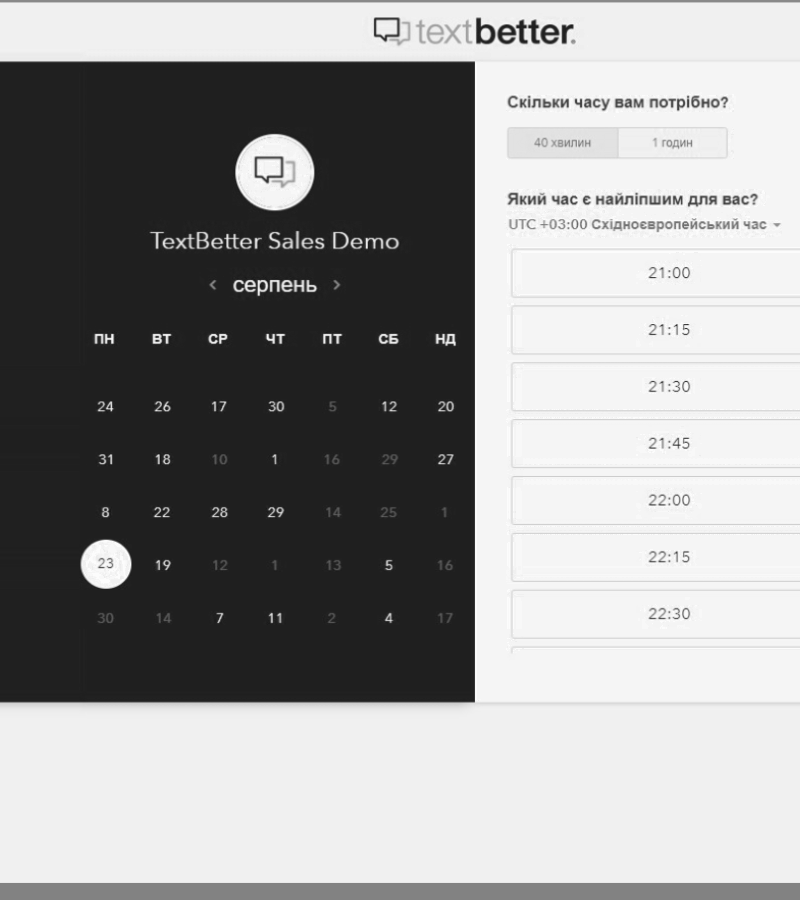 textbetter.
TextBetter Sales Demo
‹ серпень ›
ПН ВТ СР ЧТ ПТ СБ НД
24 26 17 30 5 12 20
31 18 10 1 16 29 27
8 22 28 29 14 25 1
23 19 12 1 13 5 16
30 14 7 11 2 4 17
Скільки часу вам потрібно?
40 хвилин 1 годин
Який час є найліпшим для вас?
UTC +03:00 Східноєвропейський час
21:00
21:15
21:30
21:45
22:00
22:15
22:30